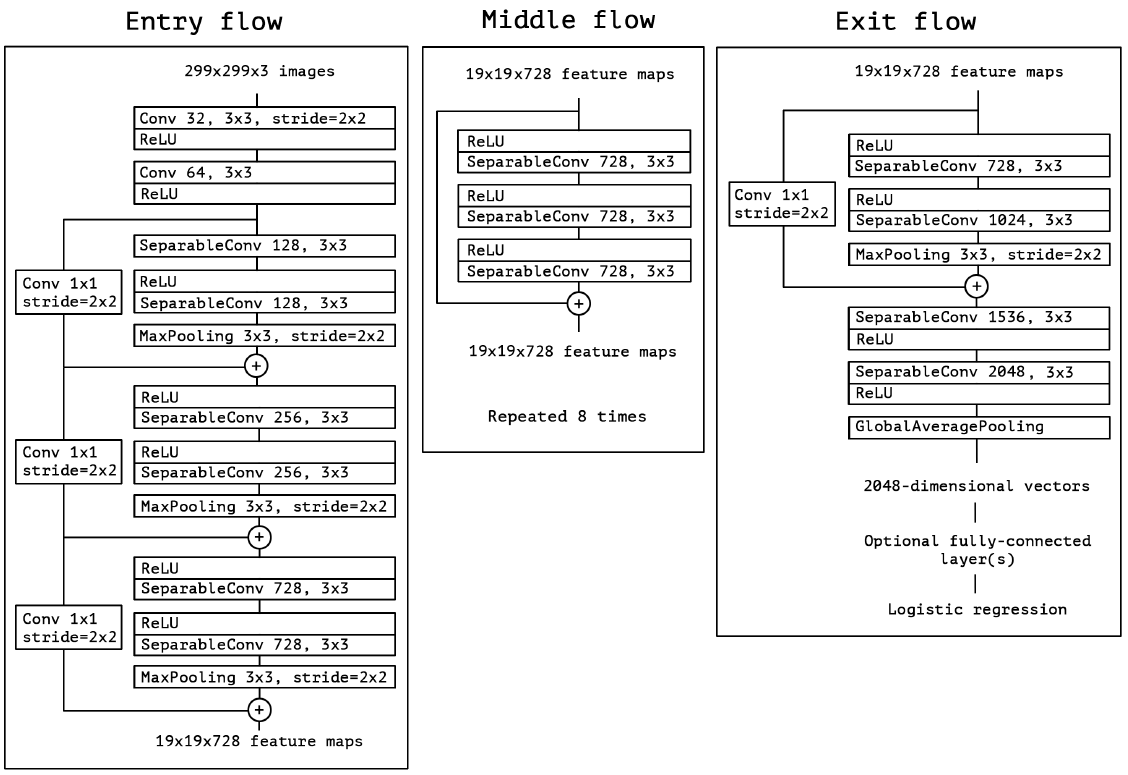 Entry flow
299x299x3 images
Conv 32, 3x3, stride=2x2
ReLU
Conv 64, 3x3
ReLU
SeparableConv 128, 3x3
Conv 1x1
stride=2x2
ReLU
SeparableConv 128, 3x3
MaxPooling 3x3, stride=2x2
+
ReLU
SeparableConv 256, 3x3
Conv 1x1
stride=2x2
ReLU
SeparableConv 256, 3x3
MaxPooling 3x3, stride=2x2
+
ReLU
SeparableConv 728, 3x3
Conv 1x1
stride=2x2
ReLU
SeparableConv 728, 3x3
MaxPooling 3x3, stride=2x2
+
19x19x728 feature maps
Middle flow
19x19x728 feature maps
ReLU
SeparableConv 728, 3x3
ReLU
SeparableConv 728, 3x3
ReLU
SeparableConv 728, 3x3
+
19x19x728 feature maps
Repeated 8 times
Exit flow
19x19x728 feature maps
ReLU
SeparableConv 728, 3x3
Conv 1x1
stride=2x2
ReLU
SeparableConv 1024, 3x3
MaxPooling 3x3, stride=2x2
+
SeparableConv 1536, 3x3
ReLU
SeparableConv 2048, 3x3
ReLU
GlobalAveragePooling
2048-dimensional vectors
Optional fully-connected
layer(s)
Logistic regression